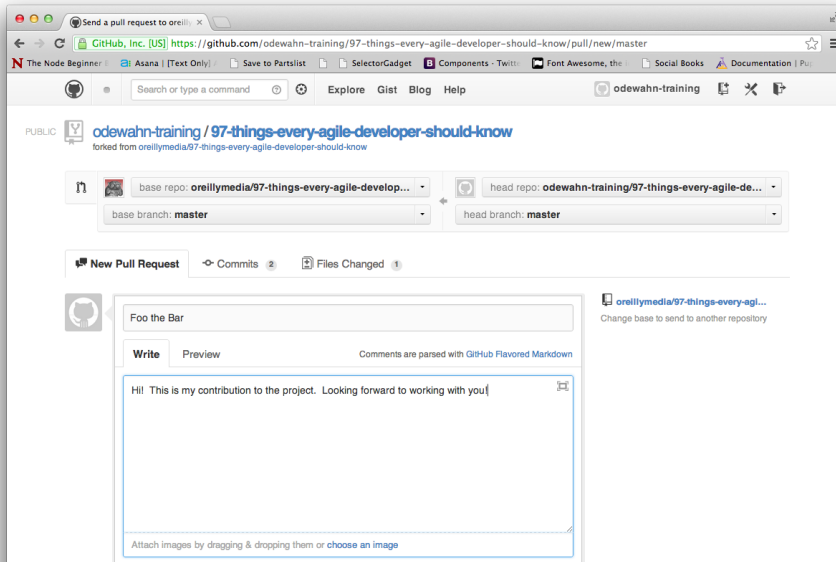 Send a pull request to oreilly
GitHub, Inc. [US] https://github.com/odewahn-training/97-things-every-agile-developer-should-know/pull/new/master
The Node Beginner Asana | [Text Only] Save to Partslist SelectorGadget Components - Twitte Font Awesome, the Social Books Documentation | Pup
Search or type a command Explore Gist Blog Help odewahn-training
PUBLIC odewahn-training / 97-things-every-agile-developer-should-know
forked from oreillymedia/97-things-every-agile-developer-should-know
base repo: oreillymedia/97-things-every-agile-develop... head repo: odewahn-training/97-things-every-agile-de...
base branch: master head branch: master
New Pull Request Commits 2 Files Changed 1
oreillymedia/97-things-every-agi...
Foo the Bar
Change base to send to another repository
Write Preview Comments are parsed with GitHub Flavored Markdown
Hi! This is my contribution to the project. Looking forward to working with you!
Attach images by dragging & dropping them or choose an image